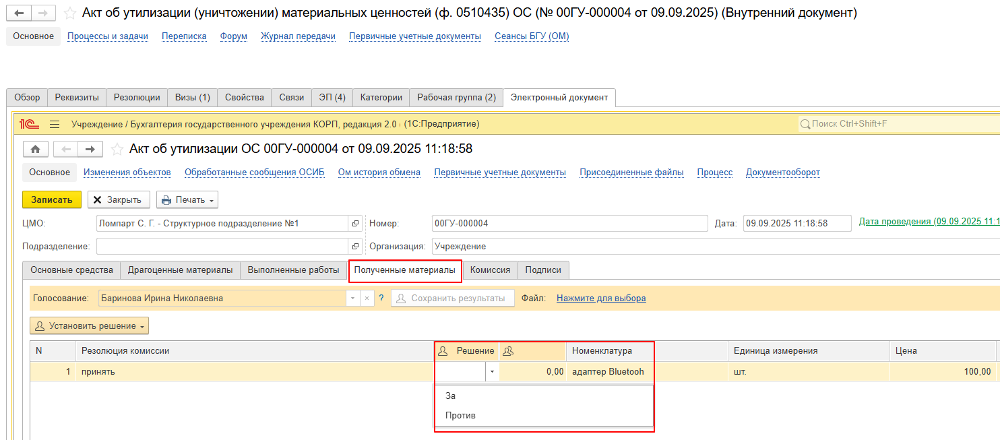 Акт об утилизации (уничтожении) материальных ценностей (ф. 0510435) ОС (№ 00ГУ-000004 от 09.09.2025) (Внутренний документ)
Основное Процессы и задачи Переписка Форум Журнал передачи Первичные учетные документы Сеансы БГУ (ОМ)
Обзор Реквизиты Резолюции Визы (1) Свойства Связи ЭП (4) Категории Рабочая группа (2) Электронный документ
1С Учреждение / Бухгалтерия государственного учреждения КОРП, редакция 2.0 (1С:Предприятие) Поиск Ctrl+Shift+F
Акт об утилизации ОС 00ГУ-000004 от 09.09.2025 11:18:58
Основное Изменения объектов Обработанные сообщения ОСИБ Ом история обмена Первичные учетные документы Присоединенные файлы Процесс Документооборот
Записать Закрыть Печать
ЦМО: Ломпарт С. Г. - Структурное подразделение №1 Номер: 00ГУ-000004 Дата: 09.09.2025 11:18:58 Дата проведения (09.09.2025 11:1
Подразделение: Организация: Учреждение
Основные средства Драгоценные материалы Выполненные работы Полученные материалы Комиссия Подписи
Голосование: Баринова Ирина Николаевна ? Сохранить результаты Файл: Нажмите для выбора
Установить решение
N Резолюция комиссии Решение Номенклатура Единица измерения Цена
1 принять 0,00 адаптер Bluetooh шт. 100,00
За
Против